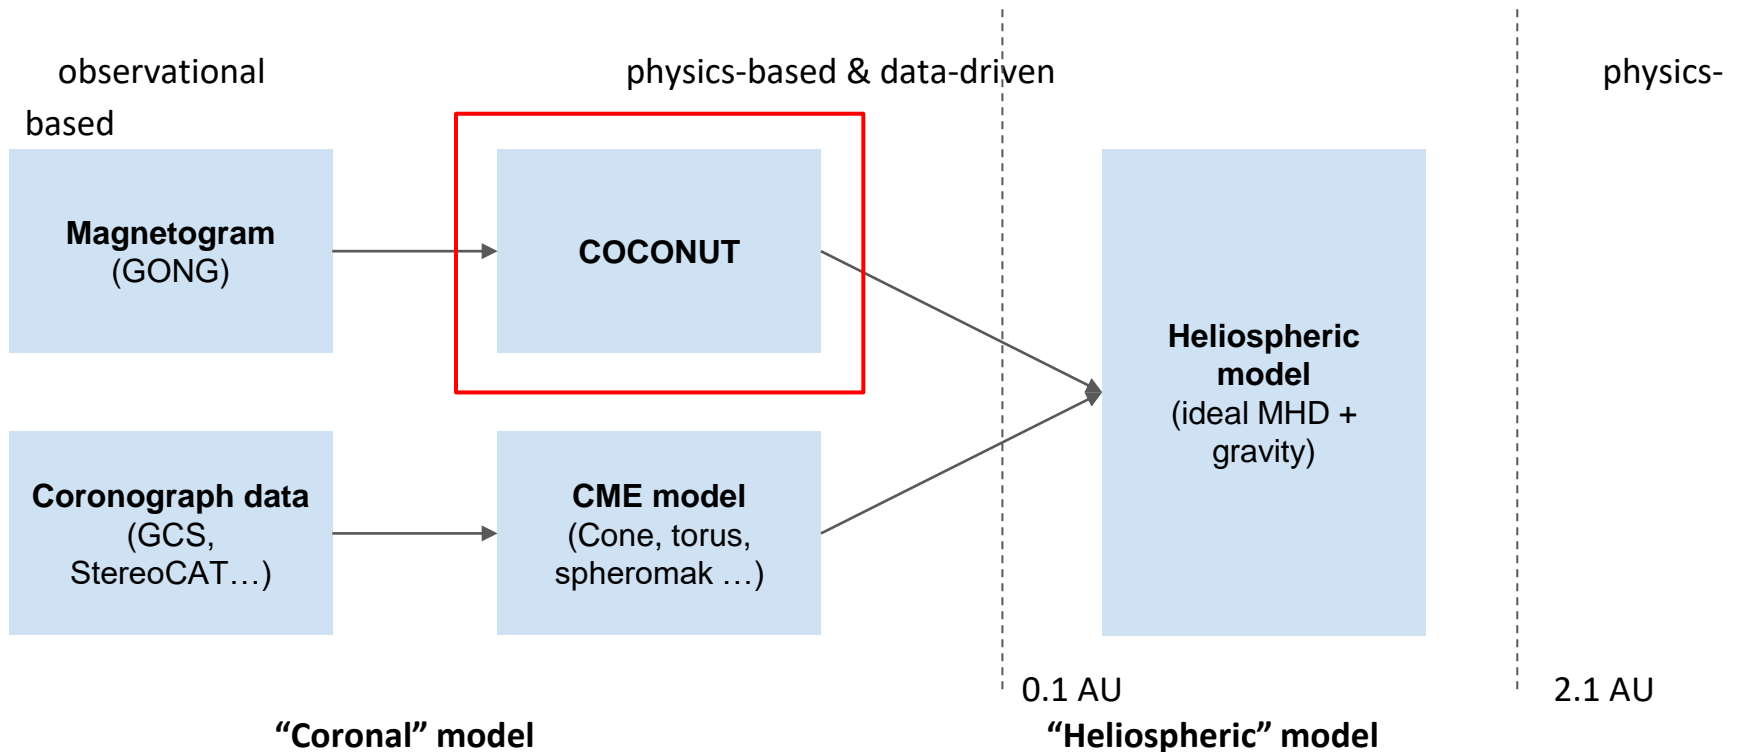 observational physics-based & data-driven physics-
based
Magnetogram
(GONG)
COCONUT
Heliospheric
model
(ideal MHD +
gravity)
Coronograph data
(GCS,
StereoCAT…)
CME model
(Cone, torus,
spheromak …)
0.1 AU
2.1 AU
“Coronal” model
“Heliospheric” model